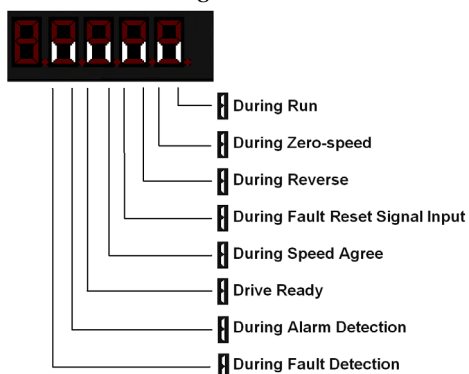 During Run
During Zero-speed
During Reverse
During Fault Reset Signal Input
During Speed Agree
Drive Ready
During Alarm Detection
During Fault Detection